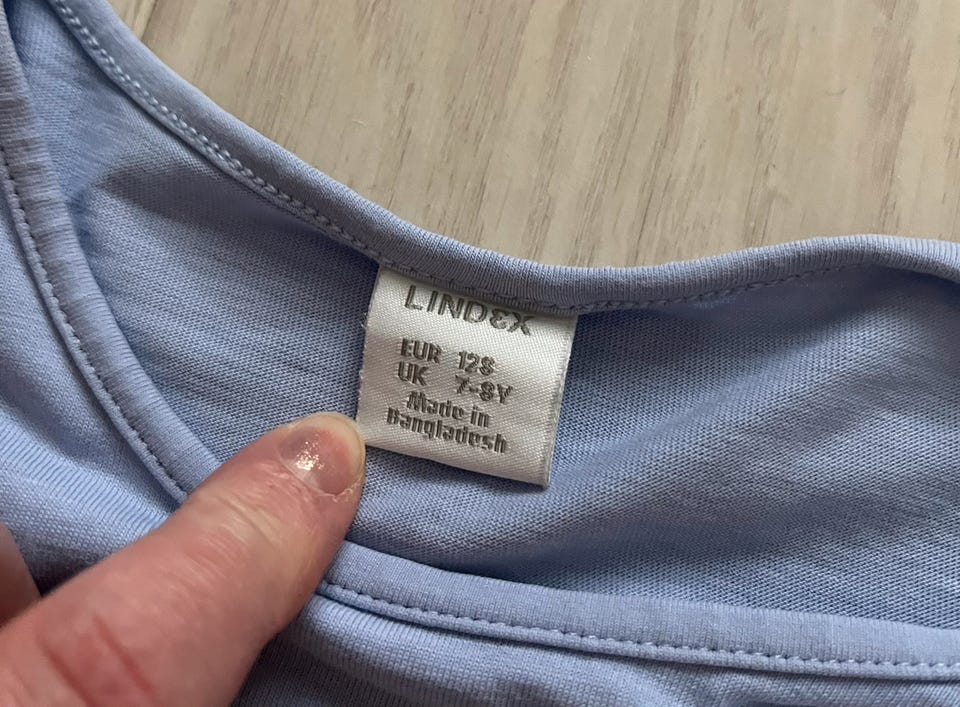 LINDEX
EUR 128
UK 7-8Y
Made in
Bangladesh